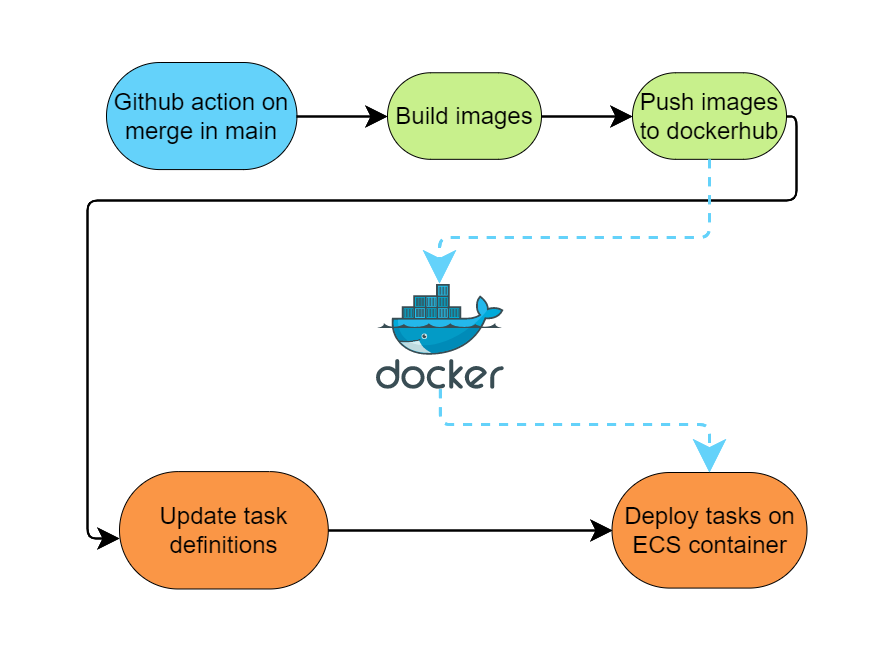 Github action on
merge in main
Build images
Push images
to dockerhub
docker
Update task
definitions
Deploy tasks on
ECS container